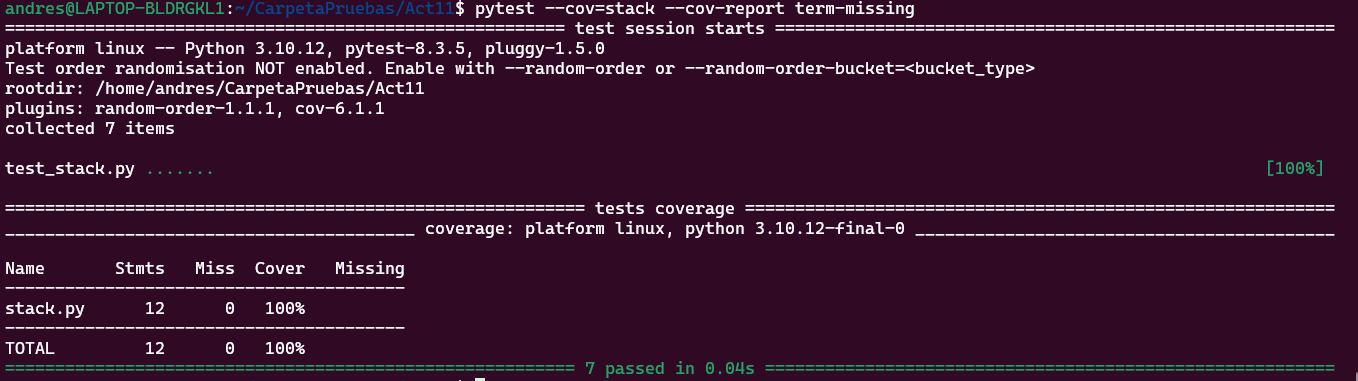 andres@LAPTOP-BLDRGKL1:~/CarpetaPruebas/Act11$ pytest --cov=stack --cov-report term-missing
======================================================== test session starts ========================================================
platform linux -- Python 3.10.12, pytest-8.3.5, pluggy-1.5.0
Test order randomisation NOT enabled. Enable with --random-order or --random-order-bucket=<bucket_type>
rootdir: /home/andres/CarpetaPruebas/Act11
plugins: random-order-1.1.1, cov-6.1.1
collected 7 items
test_stack.py ....... [100%]
========================================================== tests coverage ===========================================================
_________________________________________ coverage: platform linux, python 3.10.12-final-0 __________________________________________
Name       Stmts   Miss  Cover   Missing
----------------------------------------
stack.py      12      0   100%
----------------------------------------
TOTAL         12      0   100%
========================================================= 7 passed in 0.04s =========================================================